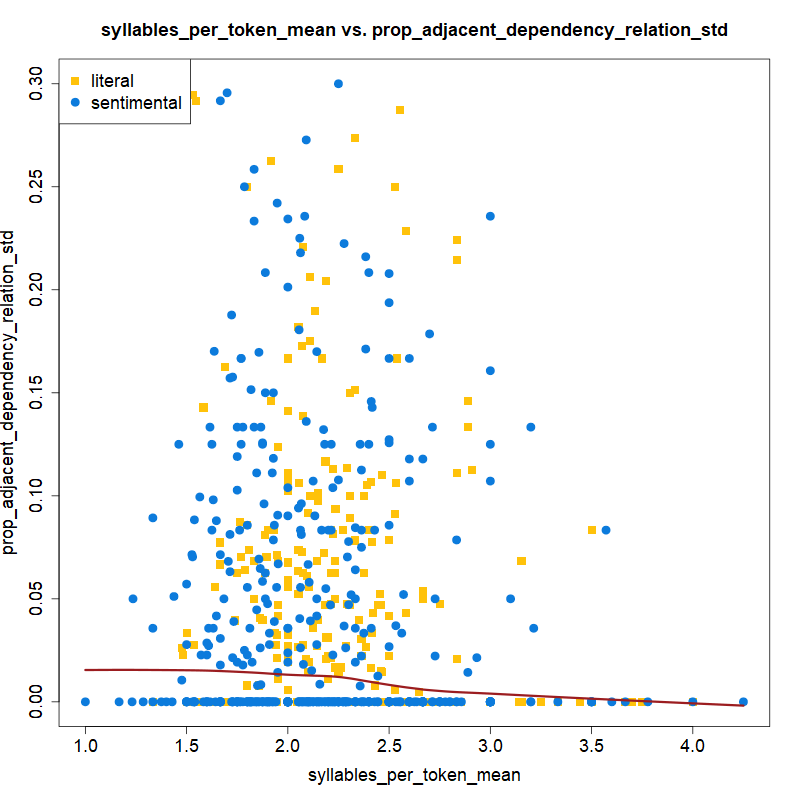 syllables_per_token_mean vs. prop_adjacent_dependency_relation_std
literal
sentimental
prop_adjacent_dependency_relation_std
0.30
0.25
0.20
0.15
0.10
0.05
0.00
1.0 1.5 2.0 2.5 3.0 3.5 4.0
syllables_per_token_mean